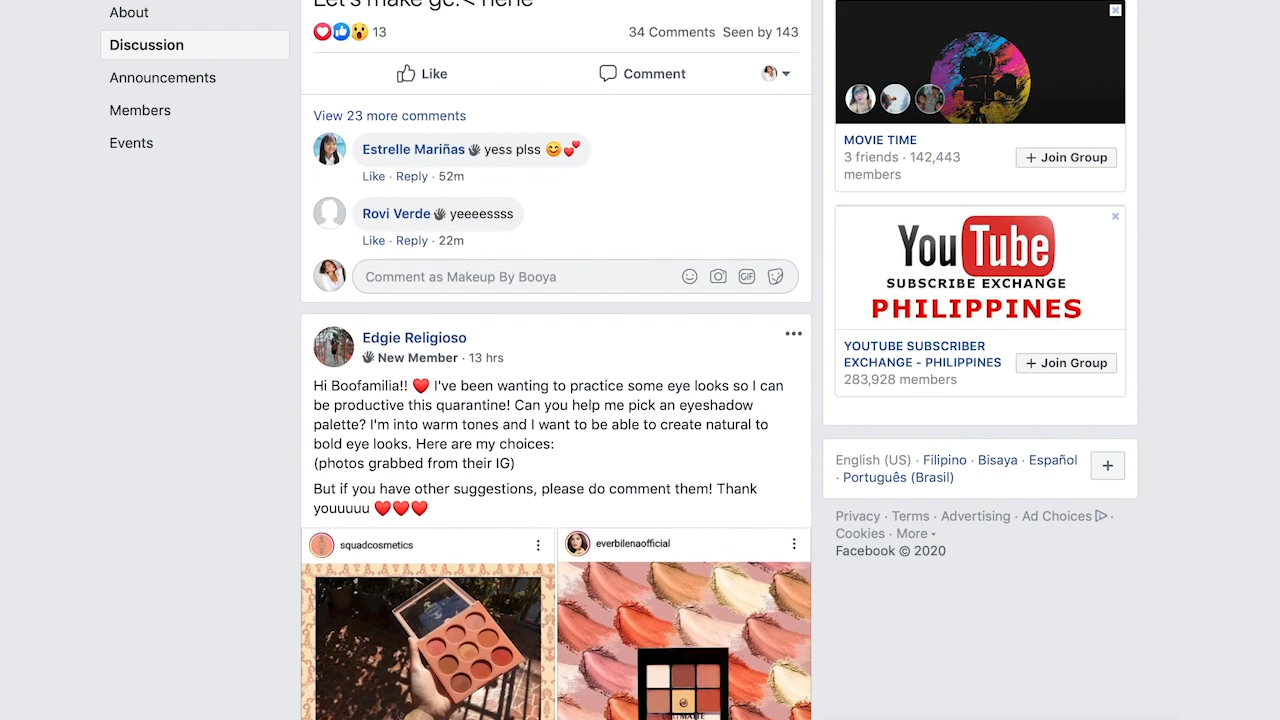 About
Discussion
Announcements
Members
Events
Let's make gc.< hehe
13
34 Comments Seen by 143
Like
Comment
View 23 more comments
Estrelle Mariñas yess plss 😊💕
Like · Reply · 52m
Rovi Verde yeeeessss
Like · Reply · 22m
Comment as Makeup By Booya
GIF
Edgie Religioso
New Member · 13 hrs
Hi Boofamilia!! ❤️ I've been wanting to practice some eye looks so I can
be productive this quarantine! Can you help me pick an eyeshadow
palette? I'm into warm tones and I want to be able to create natural to
bold eye looks. Here are my choices:
(photos grabbed from their IG)
But if you have other suggestions, please do comment them! Thank
youuuuu ❤️❤️❤️
squadcosmetics
everbilenaofficial
ULTIMATE
MOVIE TIME
3 friends · 142,443
members
+ Join Group
YouTube
SUBSCRIBE EXCHANGE
PHILIPPINES
YOUTUBE SUBSCRIBER
EXCHANGE - PHILIPPINES
283,928 members
+ Join Group
English (US) · Filipino · Bisaya · Español
· Português (Brasil)
Privacy · Terms · Advertising · Ad Choices ·
Cookies · More
Facebook © 2020